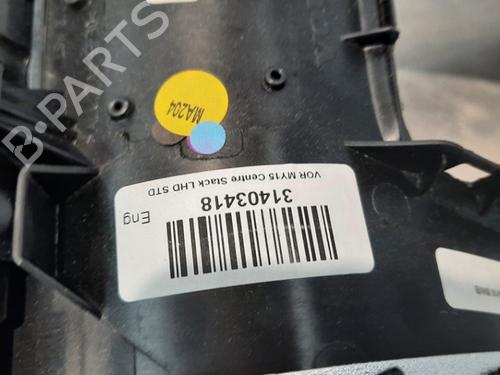 B-PARTS
MA204
VOR MY15 Centre Stack LHD STD
31403418
Eng